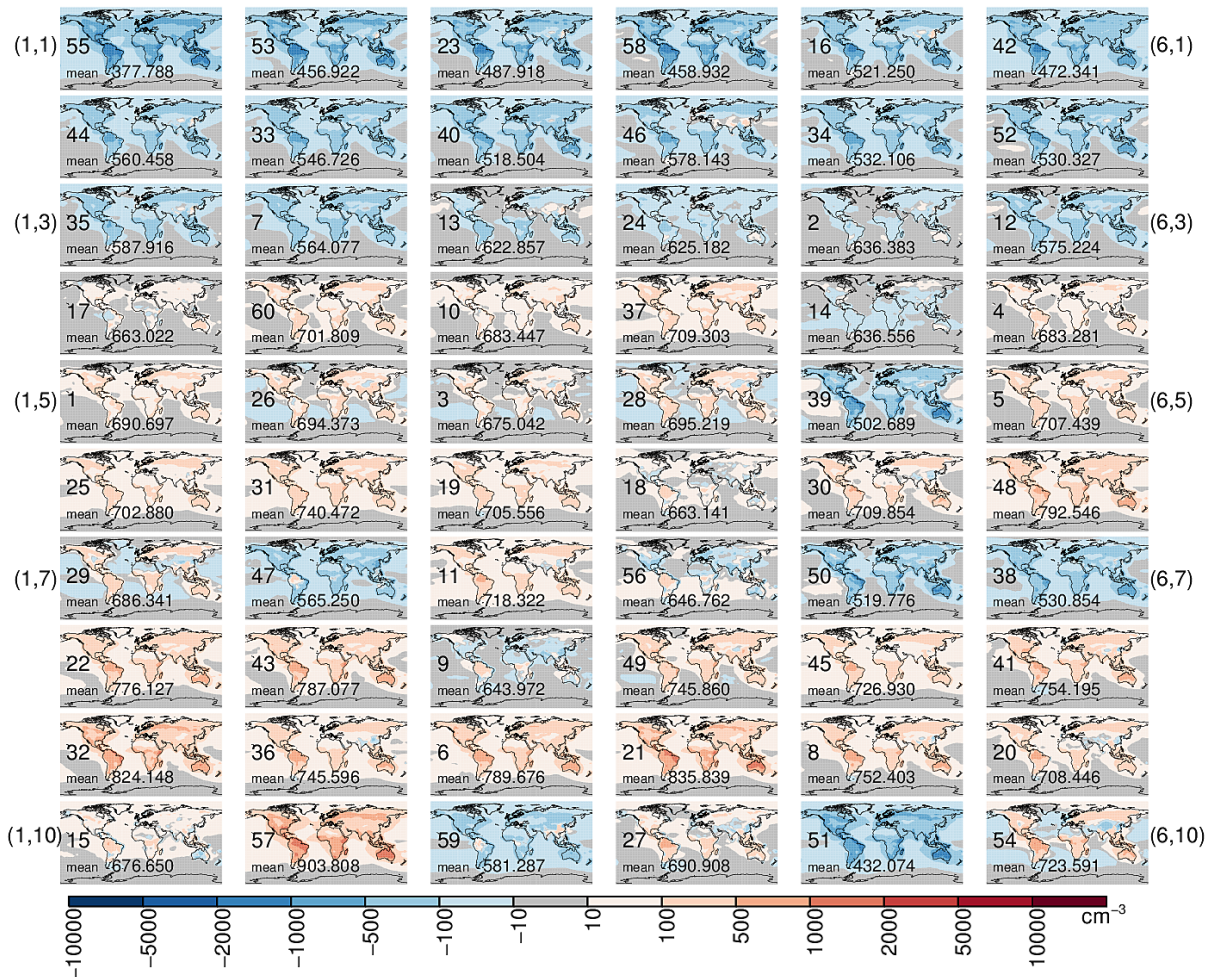 (1,1) 55 53 23 58 16 42 (6,1)
mean 377.788 mean 456.922 mean 487.918 mean 458.932 mean 521.250 mean 472.341
44 33 40 46 34 52
mean 560.458 mean 546.726 mean 518.504 mean 578.143 mean 532.106 mean 530.327
(1,3) 35 7 13 24 2 12 (6,3)
mean 587.916 mean 564.077 mean 622.857 mean 625.182 mean 636.383 mean 575.224
17 60 10 37 14 4
mean 663.022 mean 701.809 mean 683.447 mean 709.303 mean 636.556 mean 683.281
(1,5) 1 26 3 28 39 5 (6,5)
mean 690.697 mean 694.373 mean 675.042 mean 695.219 mean 502.689 mean 707.439
25 31 19 18 30 48
mean 702.880 mean 740.472 mean 705.556 mean 663.141 mean 709.854 mean 792.546
(1,7) 29 47 11 56 50 38 (6,7)
mean 686.341 mean 565.250 mean 718.322 mean 646.762 mean 519.776 mean 530.854
22 43 9 49 45 41
mean 776.127 mean 787.077 mean 643.972 mean 745.860 mean 726.930 mean 754.195
32 36 6 21 8 20
mean 824.148 mean 745.596 mean 789.676 mean 835.839 mean 752.403 mean 708.446
(1,10) 15 57 59 27 51 54 (6,10)
mean 676.650 mean 903.808 mean 581.287 mean 690.908 mean 432.074 mean 723.591
cm⁻³
−10000 −5000 −2000 −1000 −500 −100 −10 10 100 500 1000 2000 5000 10000